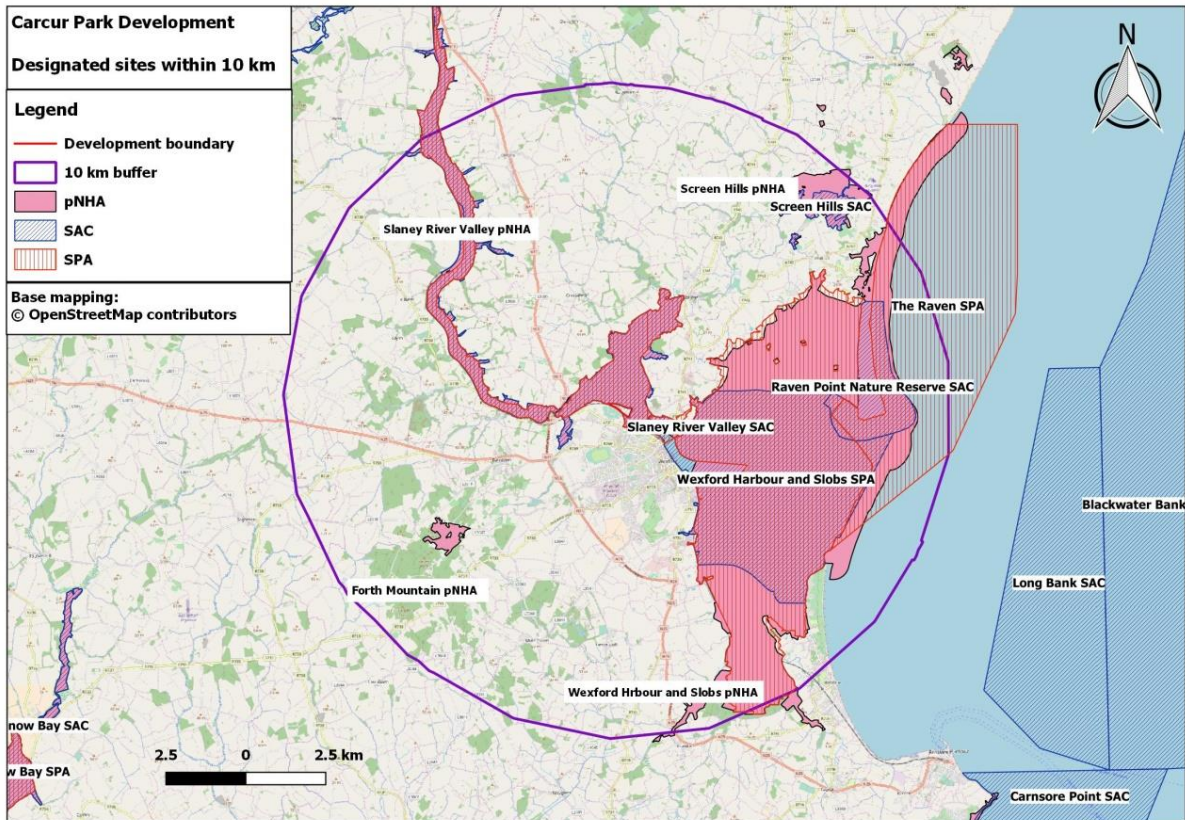 Carcur Park Development
Designated sites within 10 km
Legend
Development boundary
10 km buffer
pNHA
SAC
SPA
Base mapping:
© OpenStreetMap contributors
N
Screen Hills pNHA
Screen Hills SAC
Slaney River Valley pNHA
The Raven SPA
Raven Point Nature Reserve SAC
Slaney River Valley SAC
Wexford Harbour and Slobs SPA
Blackwater Bank
Long Bank SAC
Forth Mountain pNHA
Wexford Hrbour and Slobs pNHA
now Bay SAC
w Bay SPA
2.5 0 2.5 km
Carnsore Point SAC